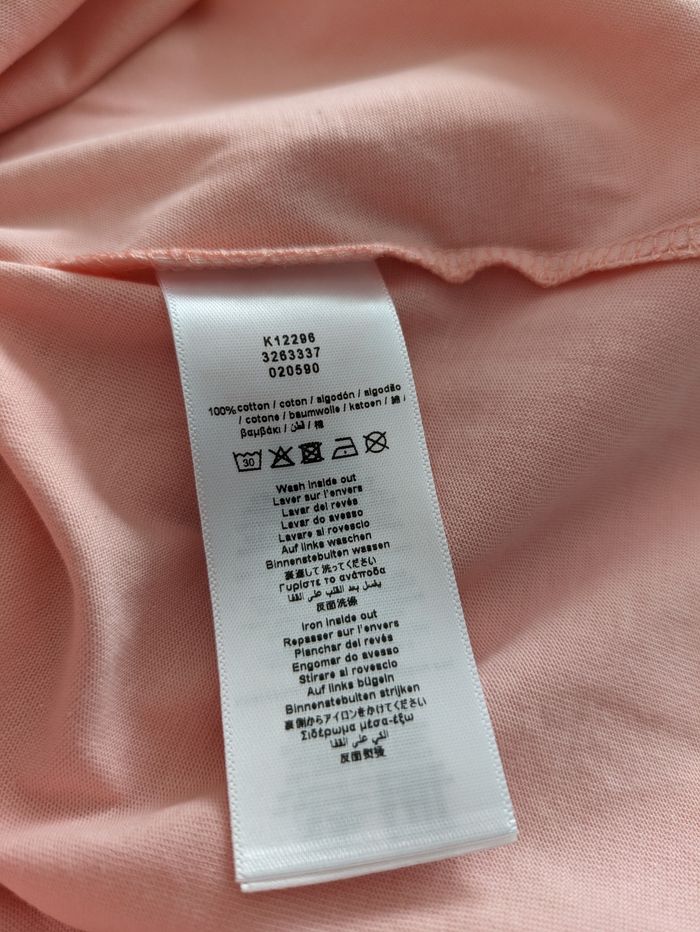 K12296
3263337
020590
100% cotton / coton / algodón / algodão
/ cotone / baumwolle / katoen / 綿 /
βαμβάκι / قطن / 棉
30
Wash inside out
Laver sur l'envers
Lavar del revés
Lavar do avesso
Lavare al rovescio
Auf links waschen
Binnenstebuiten wassen
裏返して洗ってください
Γυρίστε το ανάποδα
يغسل بعد القلب على القفا
反面洗滌
Iron inside out
Repasser sur l'envers
Planchar del revés
Engomar do avesso
Stirare al rovescio
Auf links bügeln
Binnenstebuiten strijken
裏側からアイロンをかけてください
Σιδέρωμα μέσα-έξω
الكي على القفا
反面熨燙